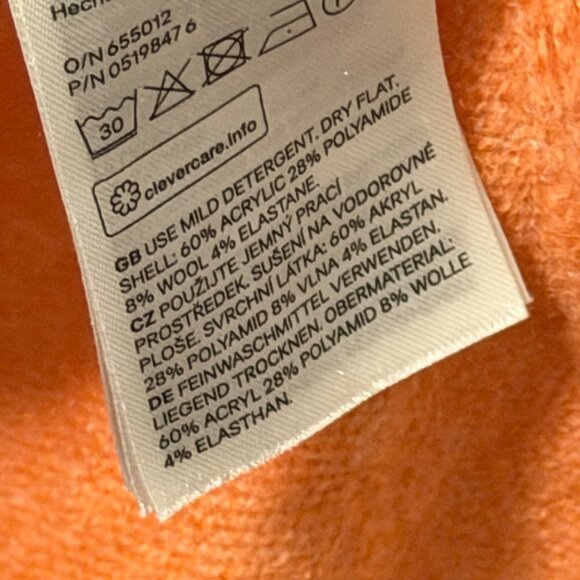 O/N 655012
P/N 0519847 6
30
clevercare.info
GB USE MILD DETERGENT. DRY FLAT.
SHELL: 60% ACRYLIC 28% POLYAMIDE
8% WOOL 4% ELASTANE.
CZ POUŽIJTE JEMNÝ PRACÍ
PROSTŘEDEK. SUŠENÍ NA VODOROVNÉ
PLOŠE. SVRCHNÍ LÁTKA: 60% AKRYL
28% POLYAMID 8% VLNA 4% ELASTAN.
DE FEINWASCHMITTEL VERWENDEN.
LIEGEND TROCKNEN. OBERMATERIAL:
60% ACRYL 28% POLYAMID 8% WOLLE
4% ELASTHAN.